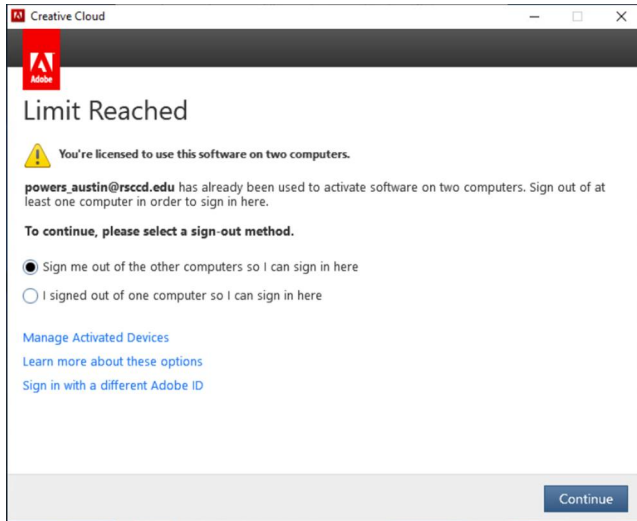 Creative Cloud
Adobe
Limit Reached
You're licensed to use this software on two computers.
powers_austin@rsccd.edu has already been used to activate software on two computers. Sign out of at
least one computer in order to sign in here.
To continue, please select a sign-out method.
Sign me out of the other computers so I can sign in here
I signed out of one computer so I can sign in here
Manage Activated Devices
Learn more about these options
Sign in with a different Adobe ID
Continue